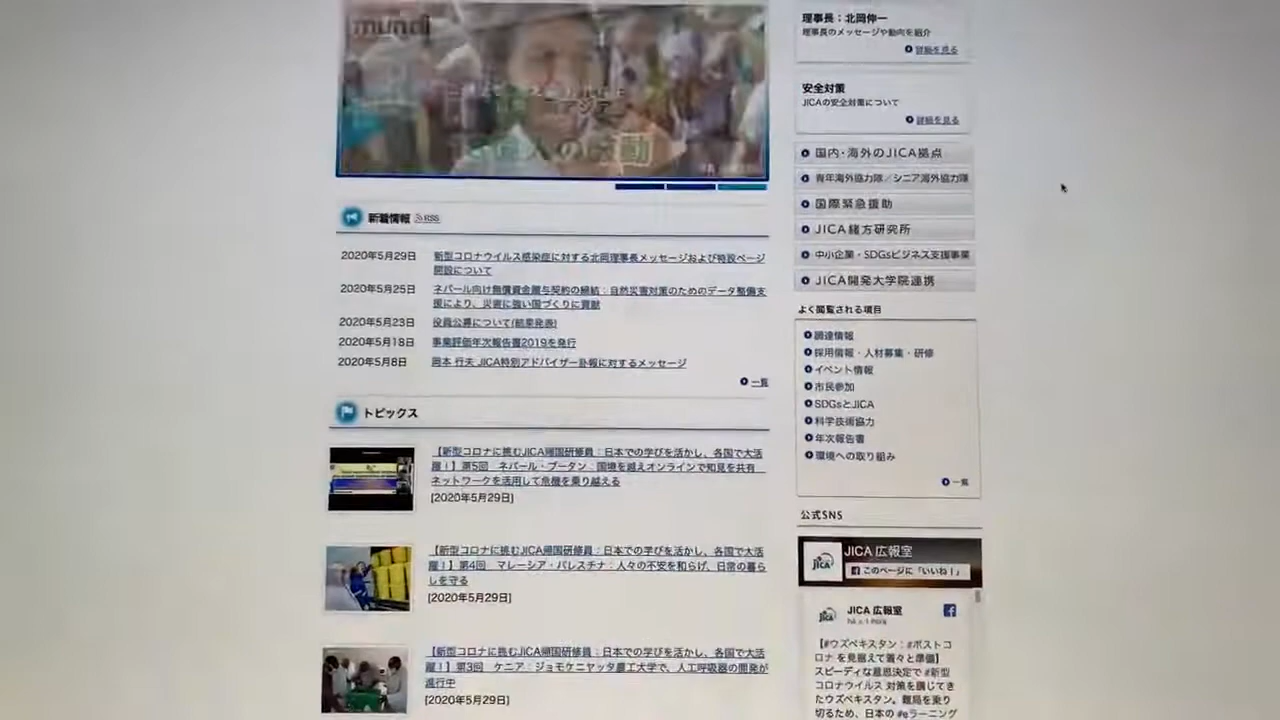 mundi
アジア
人の
動
新着情報 RSS
2020年5月29日 新型コロナウイルス感染症に対する北岡理事長メッセージおよび特設ページ
開設について
2020年5月25日 ネパール向け無償資金贈与契約の締結：自然災害対策のためのデータ整備支
援により、災害に強い国づくりに貢献
2020年5月23日 役員公募について(結果発表)
2020年5月18日 事業評価年次報告書2019を発行
2020年5月8日 岡本 行夫 JICA特別アドバイザー訃報に対するメッセージ
一覧
トピックス
【新型コロナに挑むJICA帰国研修員：日本での学びを活かし、各国で大活
躍！】第5回 ネパール・ブータン：国境を越えオンラインで知見を共有
ネットワークを活用して危機を乗り越える
[2020年5月29日]
【新型コロナに挑むJICA帰国研修員：日本での学びを活かし、各国で大活
躍！】第4回 マレーシア・パレスチナ：人々の不安を和らげ、日常の暮ら
しを守る
[2020年5月29日]
【新型コロナに挑むJICA帰国研修員：日本での学びを活かし、各国で大活
躍！】第3回 ケニア：ジョモケニヤッタ農工大学で、人工呼吸器の開発が
進行中
[2020年5月29日]
理事長：北岡伸一
理事長のメッセージや動向を紹介
詳細を見る
安全対策
JICAの安全対策について
詳細を見る
国内・海外のJICA拠点
青年海外協力隊／シニア海外協力隊
国際緊急援助
JICA緒方研究所
中小企業・SDGsビジネス支援事業
JICA開発大学院連携
よく閲覧される項目
調達情報
採用情報・人材募集・研修
イベント情報
市民参加
SDGsとJICA
科学技術協力
年次報告書
環境への取り組み
一覧
公式SNS
JICA
JICA 広報室
このページに「いいね！」
JICA
JICA 広報室
【#ウズベキスタン：#ポストコ
ロナ を見据えて着々と準備】
スピーディな意思決定で #新型
コロナウイルス 対策を講じてき
たウズベキスタン。難局を乗り
切るため、日本の #eラーニング